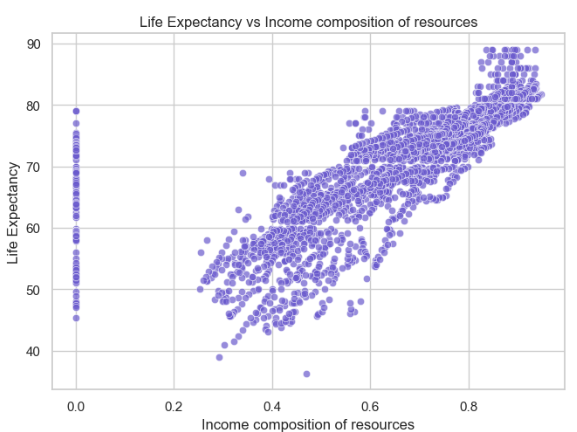 Life Expectancy vs Income composition of resources
90
80
70
60
50
40
Life Expectancy
0.0 0.2 0.4 0.6 0.8
Income composition of resources